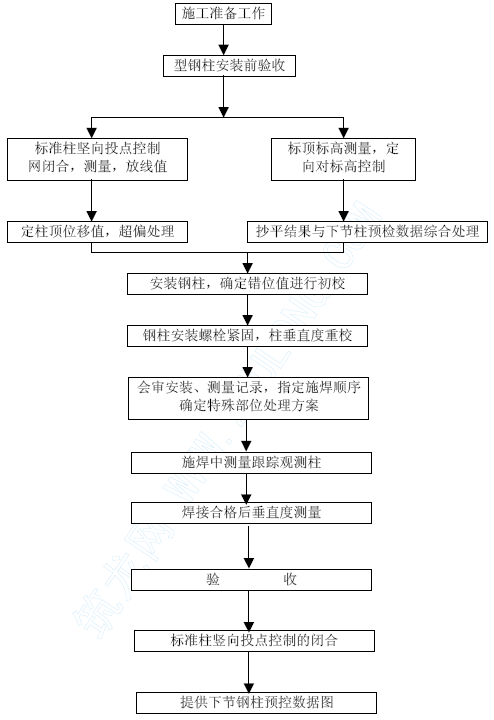 施工准备工作
型钢柱安装前验收
标准柱竖向投点控制
网闭合，测量，放线值
标顶标高测量，定
向对标高控制
定柱顶位移值，超偏处理
抄平结果与下节柱预检数据综合处理
安装钢柱，确定错位值进行初校
钢柱安装螺栓紧固，柱垂直度重校
会审安装、测量记录，指定施焊顺序
确定特殊部位处理方案
施焊中测量跟踪观测柱
焊接合格后垂直度测量
验 收
标准柱竖向投点控制的闭合
提供下节钢柱预控数据图